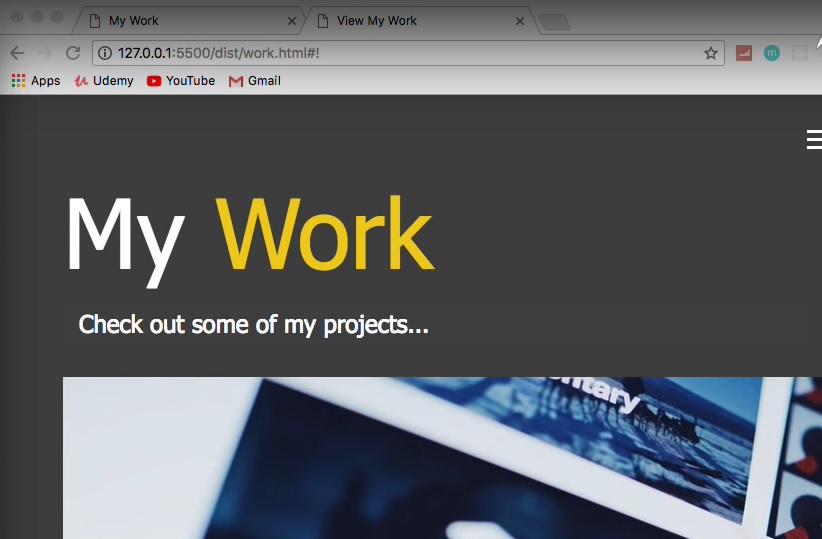 My Work
View My Work
127.0.0.1:5500/dist/work.html#!
Apps Udemy YouTube Gmail
My Work
Check out some of my projects...
ntary